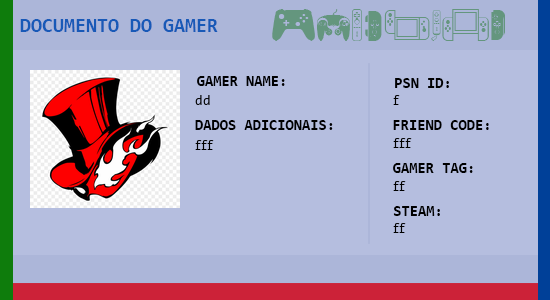 DOCUMENTO DO GAMER
GAMER NAME:
dd
DADOS ADICIONAIS:
fff
PSN ID:
f
FRIEND CODE:
fff
GAMER TAG:
ff
STEAM:
ff